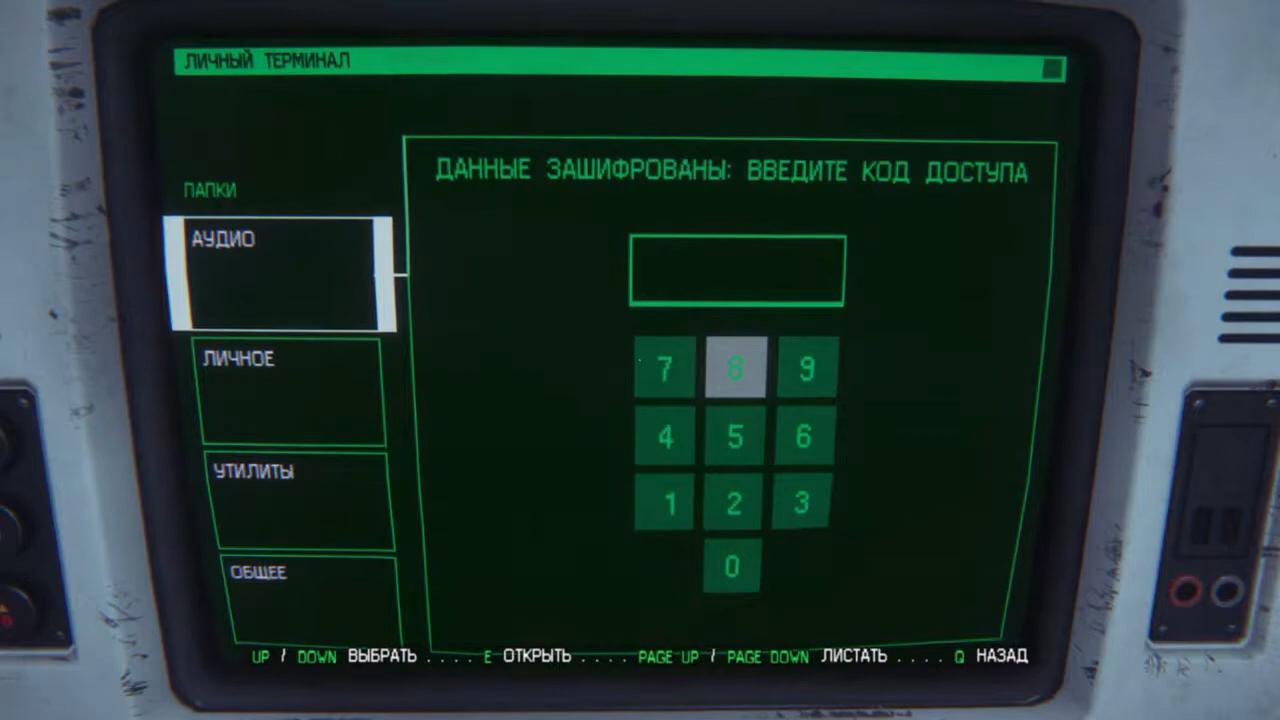 ЛИЧНЫЙ ТЕРМИНАЛ
ДАННЫЕ ЗАШИФРОВАНЫ: ВВЕДИТЕ КОД ДОСТУПА
ПАПКИ
АУДИО
ЛИЧНОЕ
УТИЛИТЫ
ОБЩЕЕ
7 8 9
4 5 6
1 2 3
0
UP / DOWN ВЫБРАТЬ .... E ОТКРЫТЬ .... PAGE UP / PAGE DOWN ЛИСТАТЬ .... Q НАЗАД